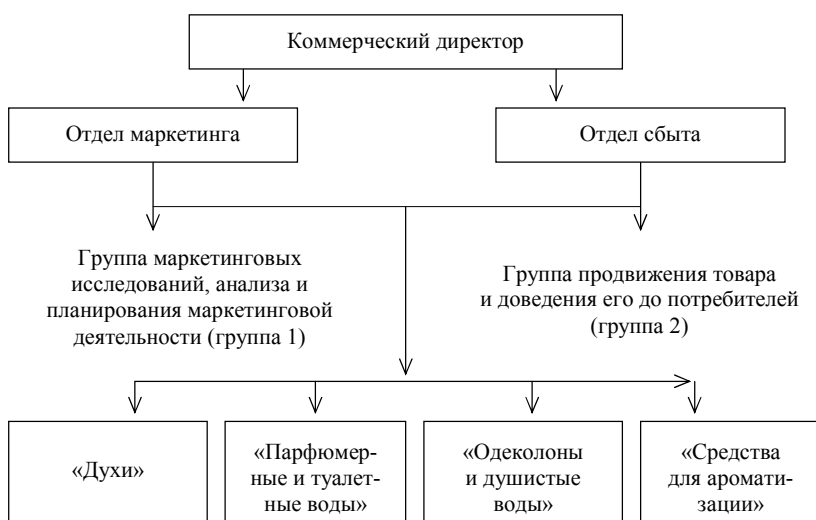 Коммерческий директор
Отдел маркетинга
Отдел сбыта
Группа маркетинговых
исследований, анализа и
планирования маркетинговой
деятельности (группа 1)
Группа продвижения товара
и доведения его до потребителей
(группа 2)
«Духи»
«Парфюмер-
ные и туалет-
ные воды»
«Одеколоны
и душистые
воды»
«Средства
для аромати-
зации»